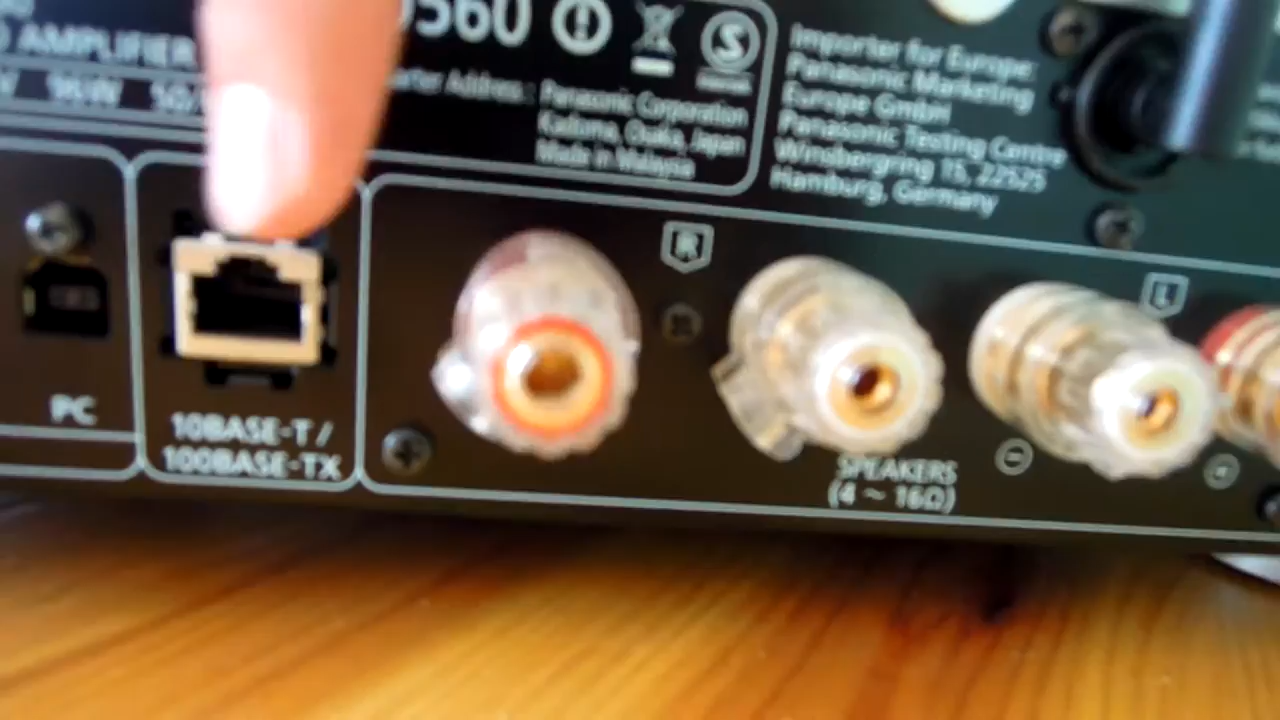 560
AMPLIFIER
Importer for Europe:
Panasonic Marketing
Europe GmbH
Panasonic Testing Centre
Winsbergring 15, 22525
Hamburg, Germany
Address: Panasonic Corporation
Kadoma, Osaka, Japan
Made in Malaysia
R
L
PC
10BASE-T /
100BASE-TX
SPEAKERS
(4 ~ 16Ω)